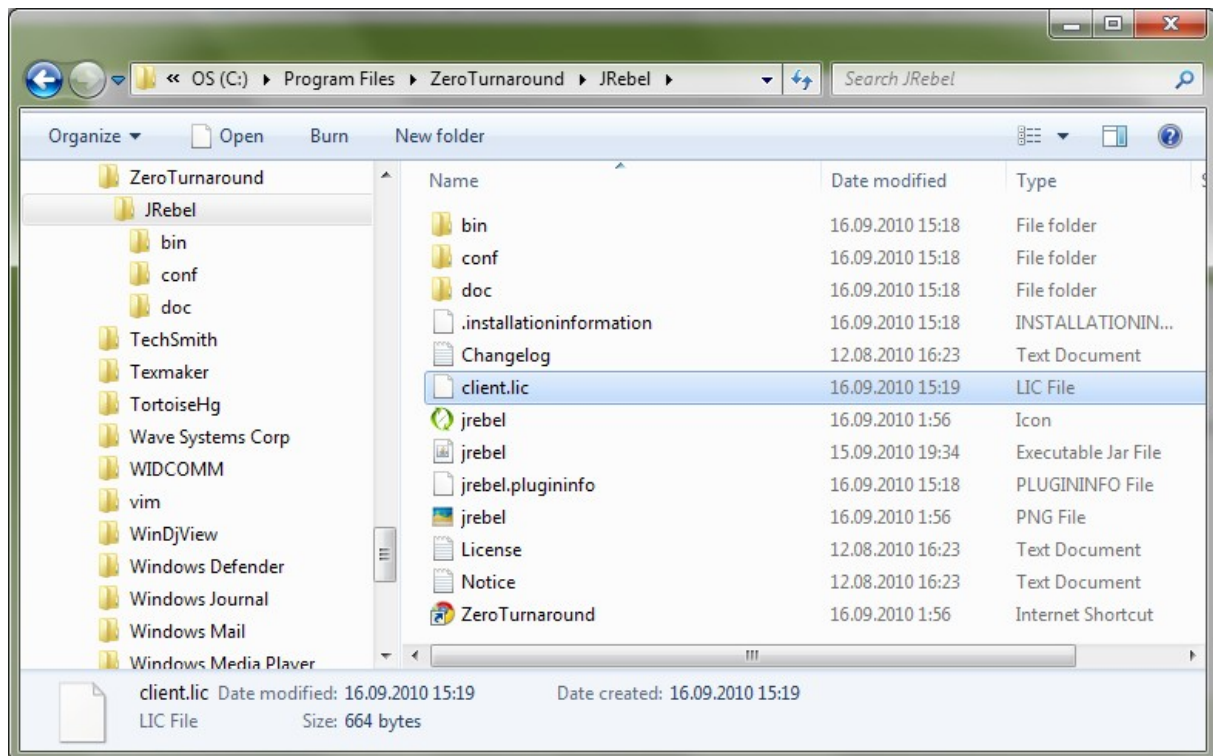 « OS (C:) ▸ Program Files ▸ ZeroTurnaround ▸ JRebel ▸ Search JRebel
Organize Open Burn New folder
ZeroTurnaround
JRebel
bin
conf
doc
TechSmith
Texmaker
TortoiseHg
Wave Systems Corp
WIDCOMM
vim
WinDjView
Windows Defender
Windows Journal
Windows Mail
Windows Media Player
Name Date modified Type S
bin 16.09.2010 15:18 File folder
conf 16.09.2010 15:18 File folder
doc 16.09.2010 15:18 File folder
.installationinformation 16.09.2010 15:18 INSTALLATIONIN...
Changelog 12.08.2010 16:23 Text Document
client.lic 16.09.2010 15:19 LIC File
jrebel 16.09.2010 1:56 Icon
jrebel 15.09.2010 19:34 Executable Jar File
jrebel.plugininfo 16.09.2010 15:18 PLUGININFO File
jrebel 16.09.2010 1:56 PNG File
License 12.08.2010 16:23 Text Document
Notice 12.08.2010 16:23 Text Document
ZeroTurnaround 16.09.2010 1:56 Internet Shortcut
client.lic Date modified: 16.09.2010 15:19 Date created: 16.09.2010 15:19
LIC File Size: 664 bytes